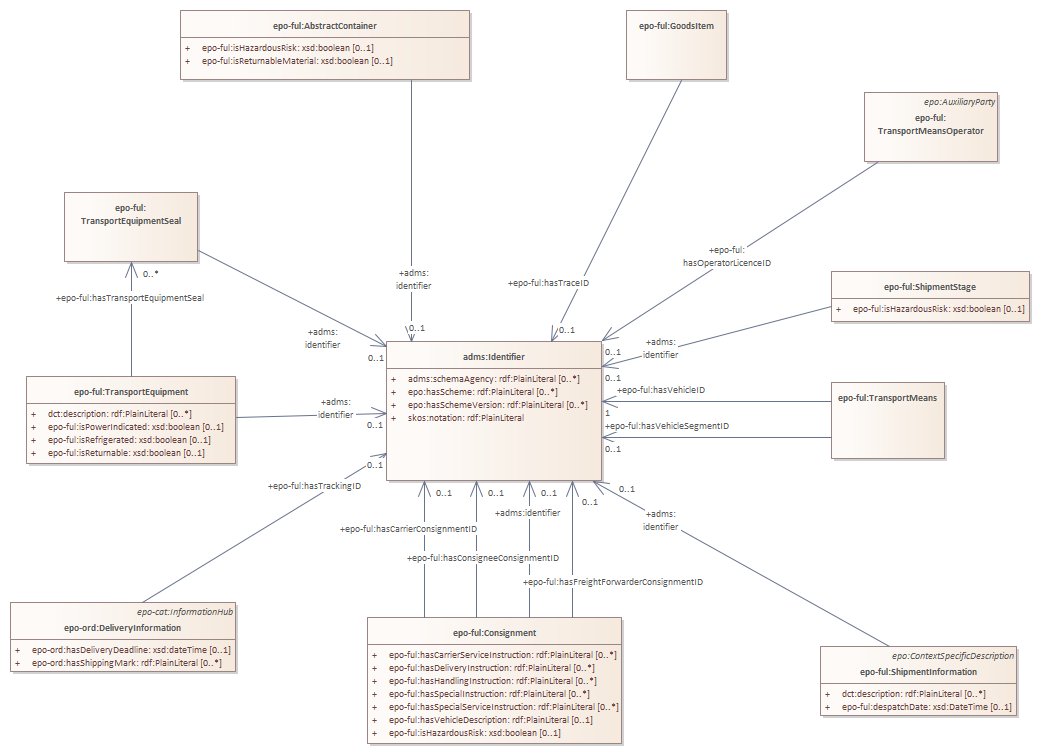 epo-ful:AbstractContainer
+ epo-ful:isHazardousRisk: xsd:boolean [0..1]
+ epo-ful:isReturnableMaterial: xsd:boolean [0..1]
epo-ful:GoodsItem
epo:AuxiliaryParty
epo-ful:
TransportMeansOperator
epo-ful:
TransportEquipmentSeal
0..*
+epo-ful:hasTransportEquipmentSeal
+adms:
identifier
0..1
+adms:
identifier
0..1
+epo-ful:hasTraceID
0..1
+epo-ful:
hasOperatorLicenceID
0..1
epo-ful:ShipmentStage
+ epo-ful:isHazardousRisk: xsd:boolean [0..1]
+adms:
identifier
0..1
adms:Identifier
+ adms:schemaAgency: rdf:PlainLiteral [0..*]
+ epo:hasScheme: rdf:PlainLiteral [0..*]
+ epo:hasSchemeVersion: rdf:PlainLiteral [0..*]
+ skos:notation: rdf:PlainLiteral
epo-ful:TransportEquipment
+ dct:description: rdf:PlainLiteral [0..*]
+ epo-ful:isPowerIndicated: xsd:boolean [0..1]
+ epo-ful:isRefrigerated: xsd:boolean [0..1]
+ epo-ful:isReturnable: xsd:boolean [0..1]
+adms:
identifier
0..1
+epo-ful:hasVehicleID
1
+epo-ful:hasVehicleSegmentID
0..1
epo-ful:TransportMeans
0..1
+epo-ful:hasTrackingID
0..1
+epo-ful:hasCarrierConsignmentID
0..1
+epo-ful:hasConsigneeConsignmentID
0..1
+adms:identifier
0..1
+epo-ful:hasFreightForwarderConsignmentID
0..1
+adms:
identifier
epo-cat:InformationHub
epo-ord:DeliveryInformation
+ epo-ord:hasDeliveryDeadline: xsd:dateTime [0..1]
+ epo-ord:hasShippingMark: rdf:PlainLiteral [0..*]
epo-ful:Consignment
+ epo-ful:hasCarrierServiceInstruction: rdf:PlainLiteral [0..*]
+ epo-ful:hasDeliveryInstruction: rdf:PlainLiteral [0..*]
+ epo-ful:hasHandlingInstruction: rdf:PlainLiteral [0..*]
+ epo-ful:hasSpecialInstruction: rdf:PlainLiteral [0..*]
+ epo-ful:hasSpecialServiceInstruction: rdf:PlainLiteral [0..*]
+ epo-ful:hasVehicleDescription: rdf:PlainLiteral [0..1]
+ epo-ful:isHazardousRisk: xsd:boolean [0..1]
epo:ContextSpecificDescription
epo-ful:ShipmentInformation
+ dct:description: rdf:PlainLiteral [0..*]
+ epo-ful:despatchDate: xsd:DateTime [0..1]